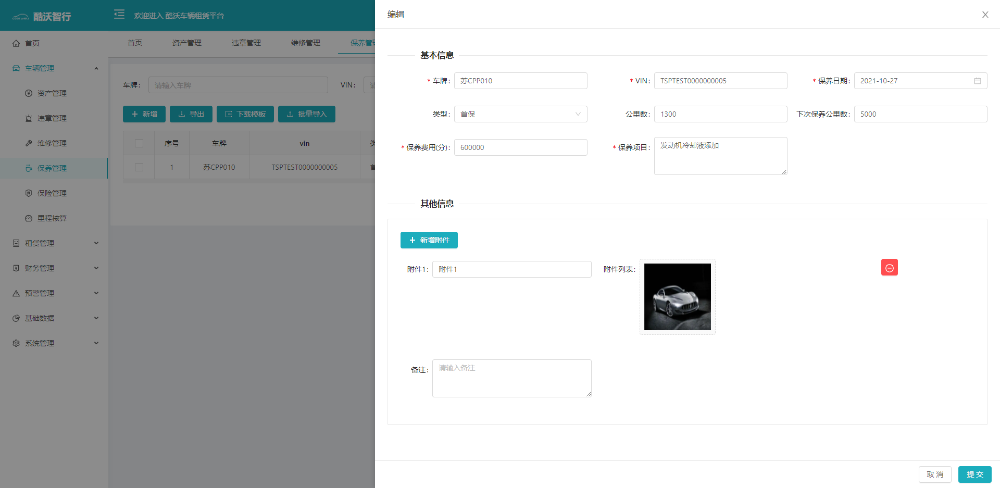 COOLWELL 酷沃智行
欢迎进入 酷沃车辆租赁平台
首页
车辆管理
资产管理
违章管理
维修管理
保养管理
保险管理
里程核算
租赁管理
财务管理
预警管理
基础数据
系统管理
首页 资产管理 违章管理 维修管理 保养管
车牌： 请输入车牌 VIN：
新增 导出 下载模板 批量导入
序号 车牌 vin
1 苏CPP010 TSPTEST0000000005
编辑
基本信息
* 车牌： 苏CPP010 * VIN： TSPTEST0000000005 * 保养日期： 2021-10-27
类型： 首保 公里数： 1300 下次保养公里数： 5000
* 保养费用(分)： 600000 * 保养项目： 发动机冷却液添加
其他信息
新增附件
附件1： 附件1 附件列表：
备注： 请输入备注
取 消 提 交